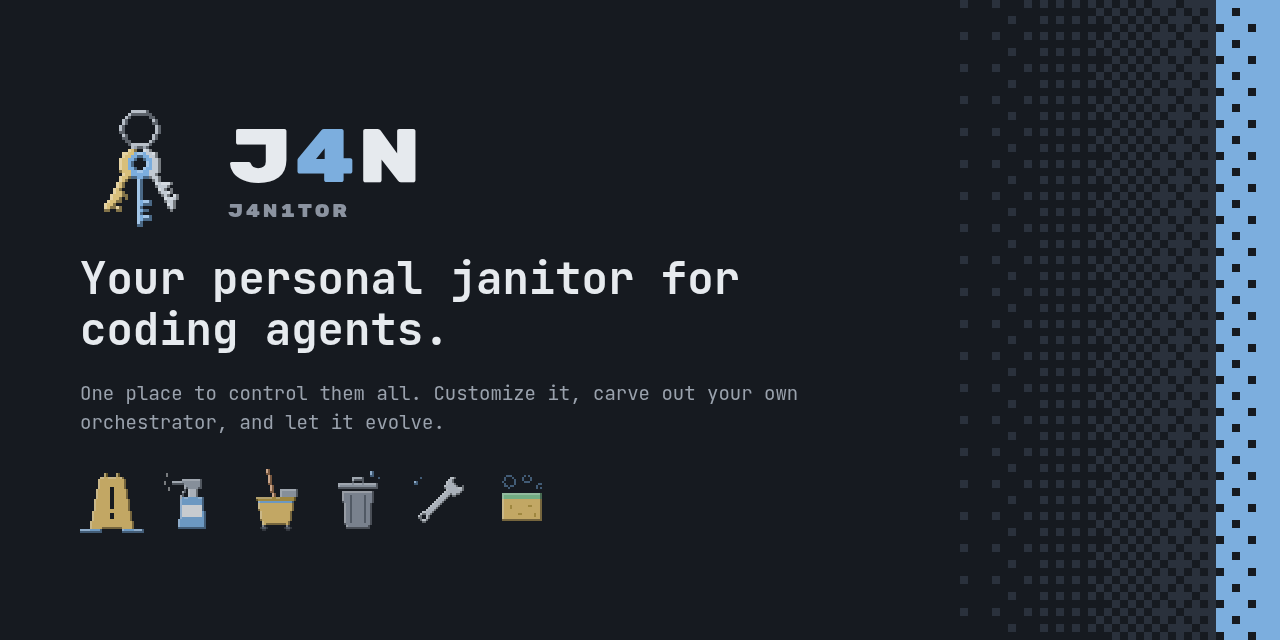 J4N
J4N1TOR
Your personal janitor for
coding agents.
One place to control them all. Customize it, carve out your own
orchestrator, and let it evolve.